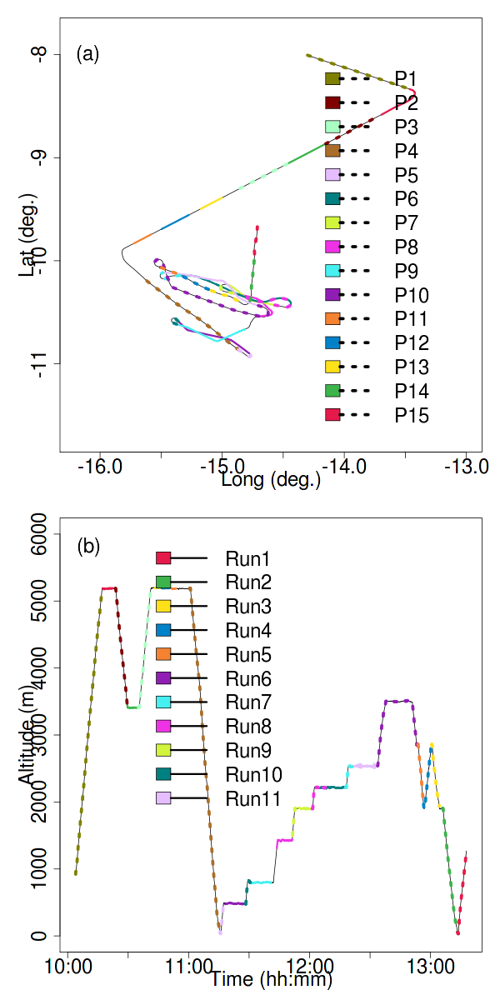 (a)
-8
-9
-10
-11
Lat (deg.)
P1
P2
P3
P4
P5
P6
P7
P8
P9
P10
P11
P12
P13
P14
P15
-16.0 -15.0 -14.0 -13.0
Long (deg.)
(b)
6000
5000
4000
3000
2000
1000
0
Altitude (m)
Run1
Run2
Run3
Run4
Run5
Run6
Run7
Run8
Run9
Run10
Run11
10:00 11:00 12:00 13:00
Time (hh:mm)